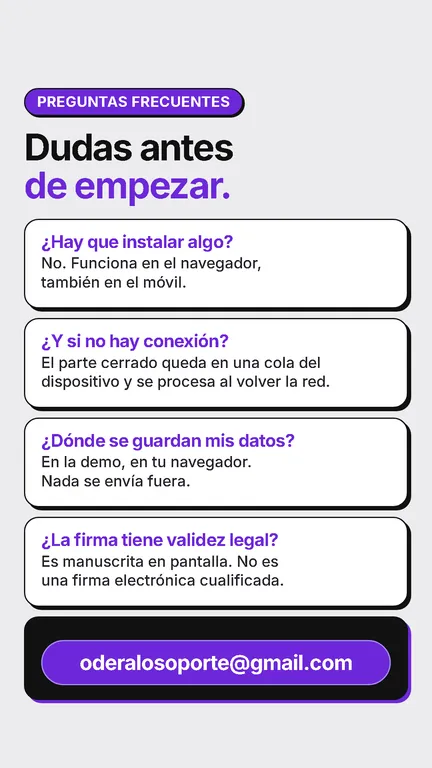 PREGUNTAS FRECUENTES
Dudas antes
de empezar.
¿Hay que instalar algo?
No. Funciona en el navegador,
también en el móvil.
¿Y si no hay conexión?
El parte cerrado queda en una cola del
dispositivo y se procesa al volver la red.
¿Dónde se guardan mis datos?
En la demo, en tu navegador.
Nada se envía fuera.
¿La firma tiene validez legal?
Es manuscrita en pantalla. No es
una firma electrónica cualificada.
oderalosoporte@gmail.com